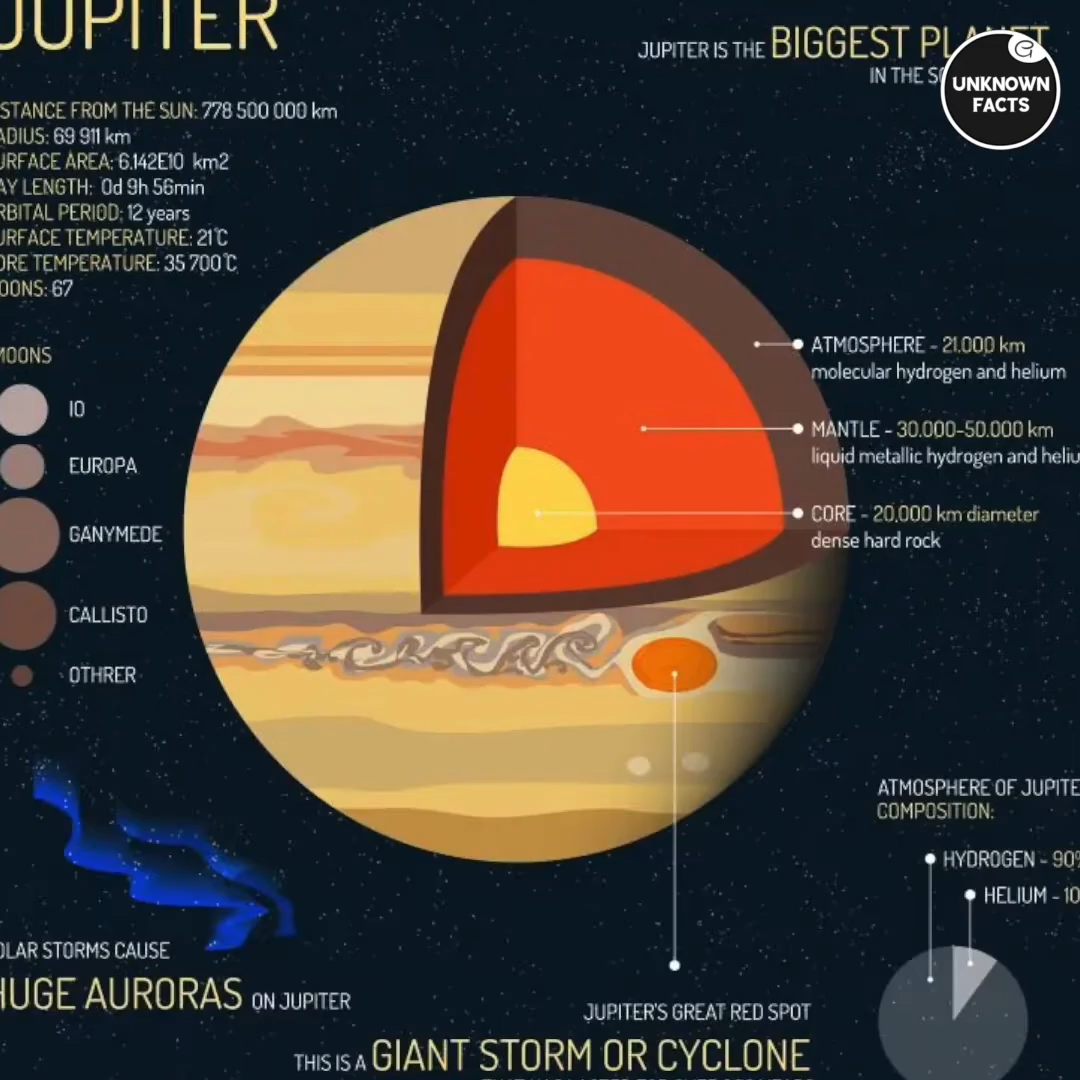 JUPITER
JUPITER IS THE BIGGEST PLANET
IN THE
UNKNOWN
FACTS
STANCE FROM THE SUN: 778 500 000 km
ADIUS: 69 911 km
URFACE AREA: 6.142E10 km2
AY LENGTH: 0d 9h 56min
RBITAL PERIOD: 12 years
URFACE TEMPERATURE: 21℃
ORE TEMPERATURE: 35 700℃
OONS: 67
MOONS
IO
EUROPA
GANYMEDE
CALLISTO
OTHRER
ATMOSPHERE - 21.000 km
molecular hydrogen and helium
MANTLE - 30.000-50.000 km
liquid metallic hydrogen and heliu
CORE - 20,000 km diameter
dense hard rock
ATMOSPHERE OF JUPITE
COMPOSITION:
HYDROGEN - 90%
HELIUM - 10
OLAR STORMS CAUSE
HUGE AURORAS ON JUPITER
JUPITER'S GREAT RED SPOT
THIS IS A GIANT STORM OR CYCLONE